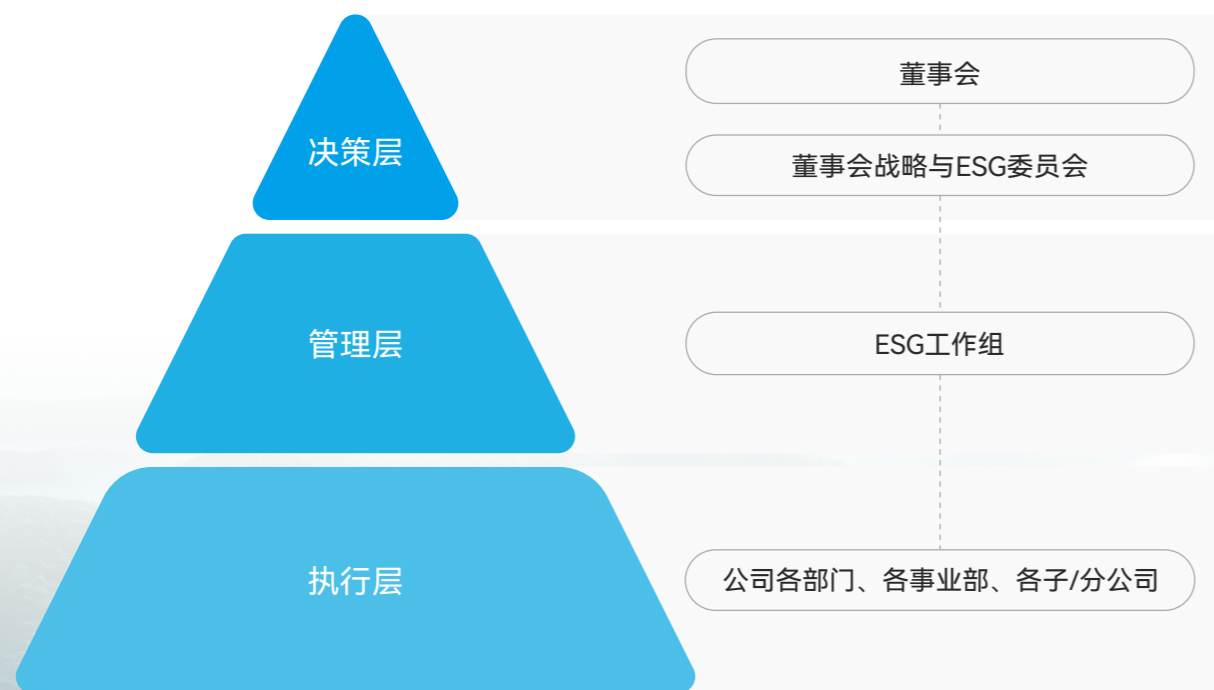 董事会
决策层
董事会战略与ESG委员会
管理层
ESG工作组
执行层
公司各部门、各事业部、各子/分公司